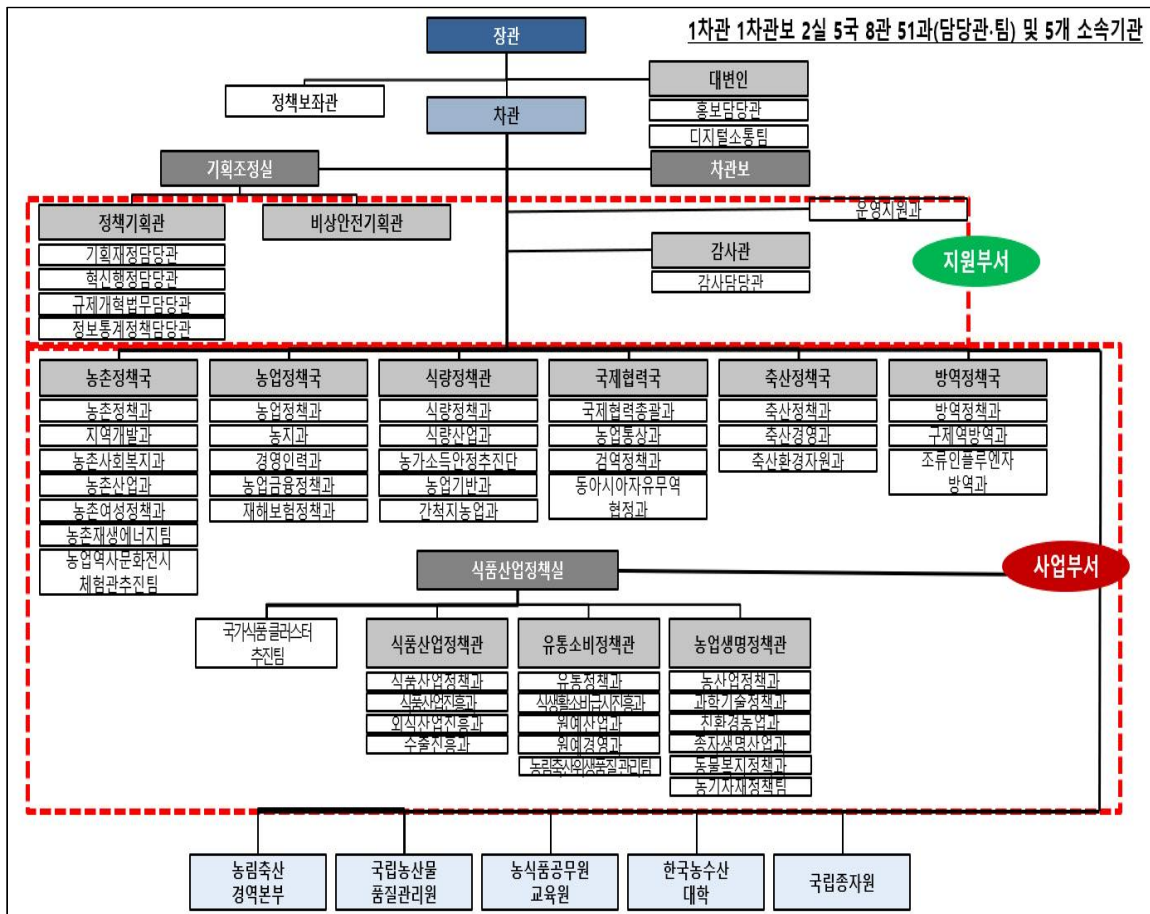 장관
1차관 1차관보 2실 5국 8관 51과(담당관·팀) 및 5개 소속기관
정책보좌관
대변인
홍보담당관
디지털소통팀
차관
기획조정실
차관보
정책기획관
기획재정담당관
혁신행정담당관
규제개혁법무담당관
정보통계정책담당관
비상안전기획관
운영지원과
감사관
감사담당관
지원부서
농촌정책국
농촌정책과
지역개발과
농촌사회복지과
농촌산업과
농촌여성정책과
농촌재생에너지팀
농업역사문화전시
체험관추진팀
농업정책국
농업정책과
농지과
경영인력과
농업금융정책과
재해보험정책과
식량정책관
식량정책과
식량산업과
농가소득안정추진단
농업기반과
간척지농업과
국제협력국
국제협력총괄과
농업통상과
검역정책과
동아시아자유무역
협정과
축산정책국
축산정책과
축산경영과
축산환경자원과
방역정책국
방역정책과
구제역방역과
조류인플루엔자
방역과
사업부서
식품산업정책실
국가식품클러스터
추진팀
식품산업정책관
식품산업정책과
식품산업진흥과
외식산업진흥과
수출진흥과
유통소비정책관
유통정책과
식생활소비급식진흥과
원예산업과
원예경영과
농림축산위생품질관리팀
농업생명정책관
농산업정책과
과학기술정책과
친환경농업과
종자생명산업과
동물복지정책과
농기자재정책팀
농림축산
경역본부
국립농산물
품질관리원
농식품공무원
교육원
한국농수산
대학
국립종자원